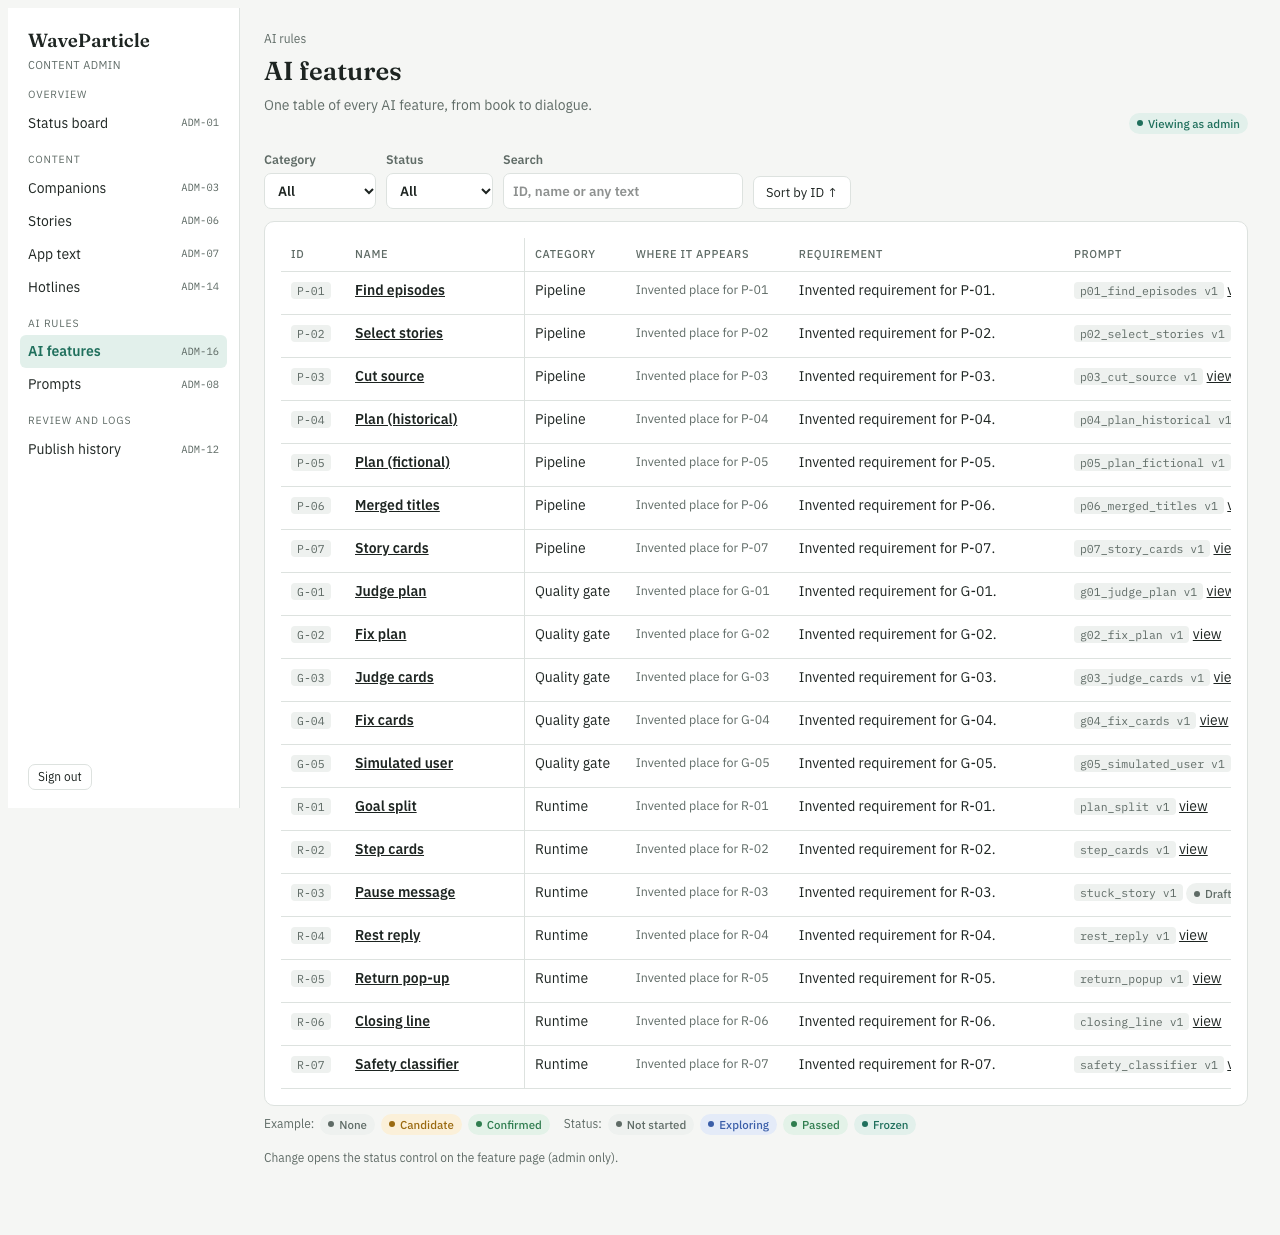 WaveParticle
CONTENT ADMIN
OVERVIEW
Status board ADM-01
CONTENT
Companions ADM-03
Stories ADM-06
App text ADM-07
Hotlines ADM-14
AI RULES
AI features ADM-16
Prompts ADM-08
REVIEW AND LOGS
Publish history ADM-12
Sign out
AI rules
AI features
One table of every AI feature, from book to dialogue.
Viewing as admin
Category Status Search
All All ID, name or any text Sort by ID ↑
ID NAME CATEGORY WHERE IT APPEARS REQUIREMENT PROMPT
P-01 Find episodes Pipeline Invented place for P-01 Invented requirement for P-01. p01_find_episodes v1
P-02 Select stories Pipeline Invented place for P-02 Invented requirement for P-02. p02_select_stories v1
P-03 Cut source Pipeline Invented place for P-03 Invented requirement for P-03. p03_cut_source v1 view
P-04 Plan (historical) Pipeline Invented place for P-04 Invented requirement for P-04. p04_plan_historical v1
P-05 Plan (fictional) Pipeline Invented place for P-05 Invented requirement for P-05. p05_plan_fictional v1
P-06 Merged titles Pipeline Invented place for P-06 Invented requirement for P-06. p06_merged_titles v1
P-07 Story cards Pipeline Invented place for P-07 Invented requirement for P-07. p07_story_cards v1 vie
G-01 Judge plan Quality gate Invented place for G-01 Invented requirement for G-01. g01_judge_plan v1 view
G-02 Fix plan Quality gate Invented place for G-02 Invented requirement for G-02. g02_fix_plan v1 view
G-03 Judge cards Quality gate Invented place for G-03 Invented requirement for G-03. g03_judge_cards v1 vie
G-04 Fix cards Quality gate Invented place for G-04 Invented requirement for G-04. g04_fix_cards v1 view
G-05 Simulated user Quality gate Invented place for G-05 Invented requirement for G-05. g05_simulated_user v1
R-01 Goal split Runtime Invented place for R-01 Invented requirement for R-01. plan_split v1 view
R-02 Step cards Runtime Invented place for R-02 Invented requirement for R-02. step_cards v1 view
R-03 Pause message Runtime Invented place for R-03 Invented requirement for R-03. stuck_story v1 Draft
R-04 Rest reply Runtime Invented place for R-04 Invented requirement for R-04. rest_reply v1 view
R-05 Return pop-up Runtime Invented place for R-05 Invented requirement for R-05. return_popup v1 view
R-06 Closing line Runtime Invented place for R-06 Invented requirement for R-06. closing_line v1 view
R-07 Safety classifier Runtime Invented place for R-07 Invented requirement for R-07. safety_classifier v1
Example: None Candidate Confirmed Status: Not started Exploring Passed Frozen
Change opens the status control on the feature page (admin only).